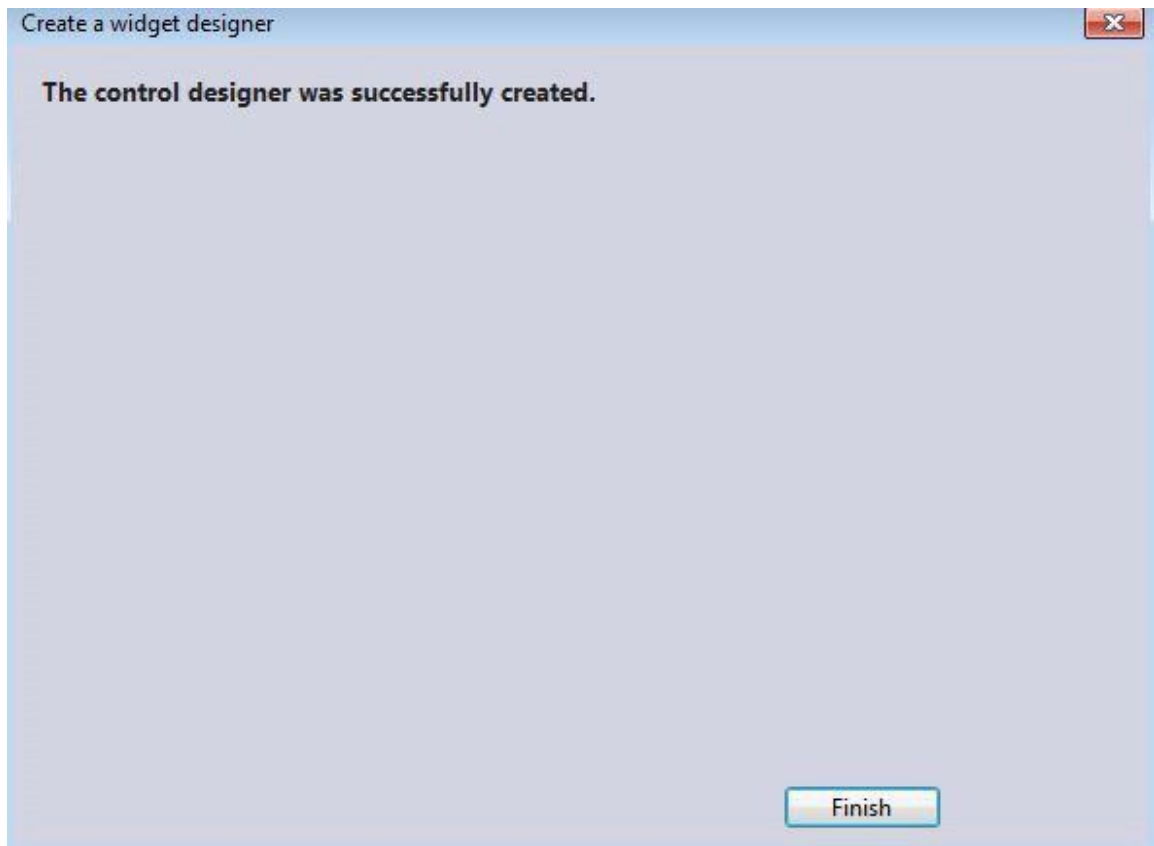 Create a widget designer
The control designer was successfully created.
Finish